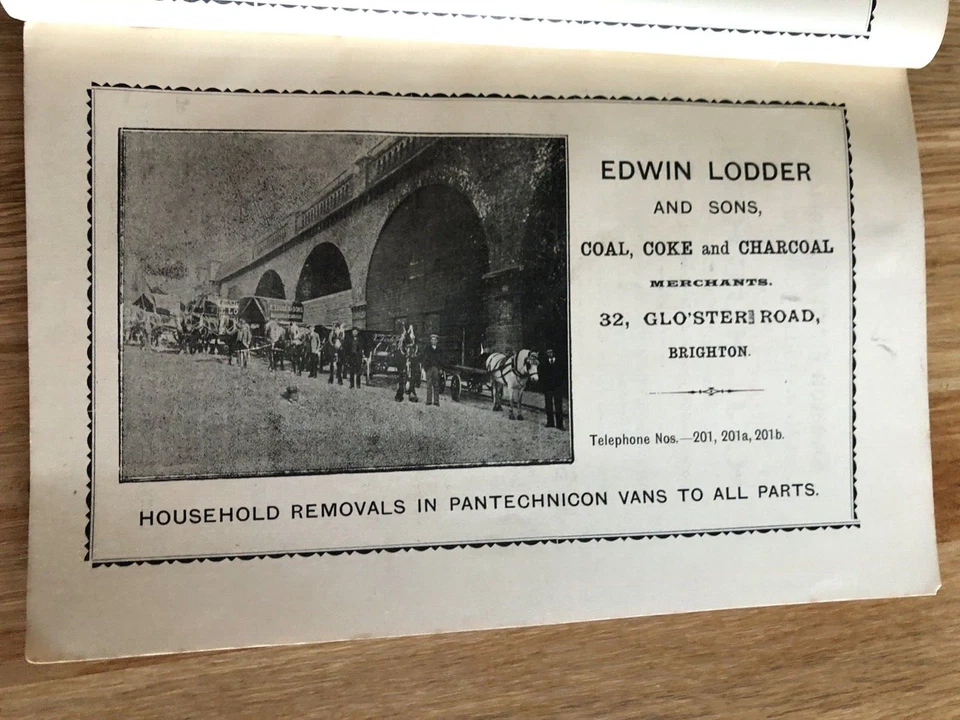 EDWIN LODDER
AND SONS,
COAL, COKE and CHARCOAL
MERCHANTS.
32, GLO'STER ROAD,
BRIGHTON.
Telephone Nos.—201, 201a, 201b.
HOUSEHOLD REMOVALS IN PANTECHNICON VANS TO ALL PARTS.